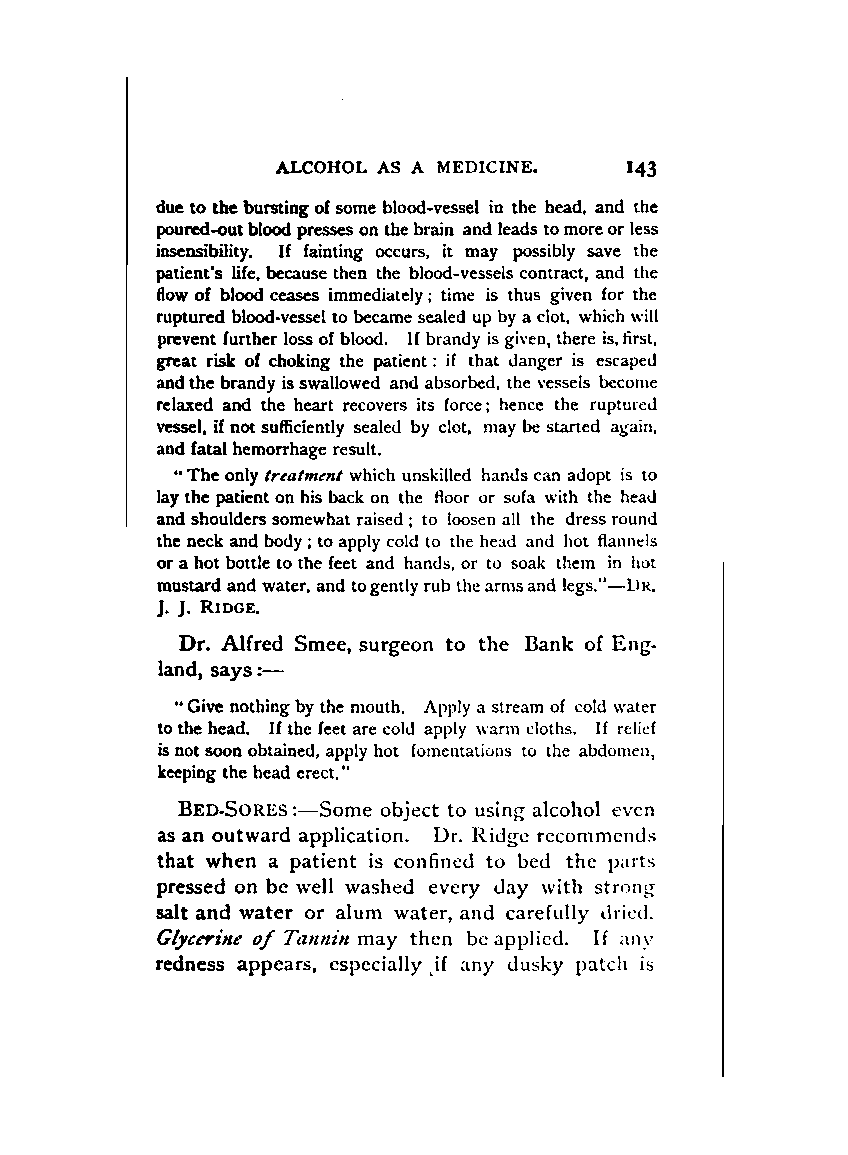 ALCOHOL AS A MEDICINE. 143
due to the bursting of some blood-vessel in the head, and the
poured-out blood presses on the brain and leads to more or less
insensibility. If fainting occurs, it may possibly save the
patient's life, because then the blood-vessels contract, and the
flow of blood ceases immediately; time is thus given for the
ruptured blood-vessel to became sealed up by a clot, which will
prevent further loss of blood. If brandy is given, there is, first,
great risk of choking the patient: if that danger is escaped
and the brandy is swallowed and absorbed, the vessels become
relaxed and the heart recovers its force; hence the ruptured
vessel, if not sufficiently sealed by clot, may be started again,
and fatal hemorrhage result.
"The only treatment which unskilled hands can adopt is to
lay the patient on his back on the floor or sofa with the head
and shoulders somewhat raised; to loosen all the dress round
the neck and body; to apply cold to the head and hot flannels
or a hot bottle to the feet and hands, or to soak them in hot
mustard and water, and to gently rub the arms and legs."—DR.
J. J. RIDGE.
Dr. Alfred Smee, surgeon to the Bank of Eng-
land, says:—
"Give nothing by the mouth. Apply a stream of cold water
to the head. If the feet are cold apply warm cloths. If relief
is not soon obtained, apply hot fomentations to the abdomen,
keeping the head erect."
BED-SORES:—Some object to using alcohol even
as an outward application. Dr. Ridge recommends
that when a patient is confined to bed the parts
pressed on be well washed every day with strong
salt and water or alum water, and carefully dried.
Glycerine of Tannin may then be applied. If any
redness appears, especially if any dusky patch is